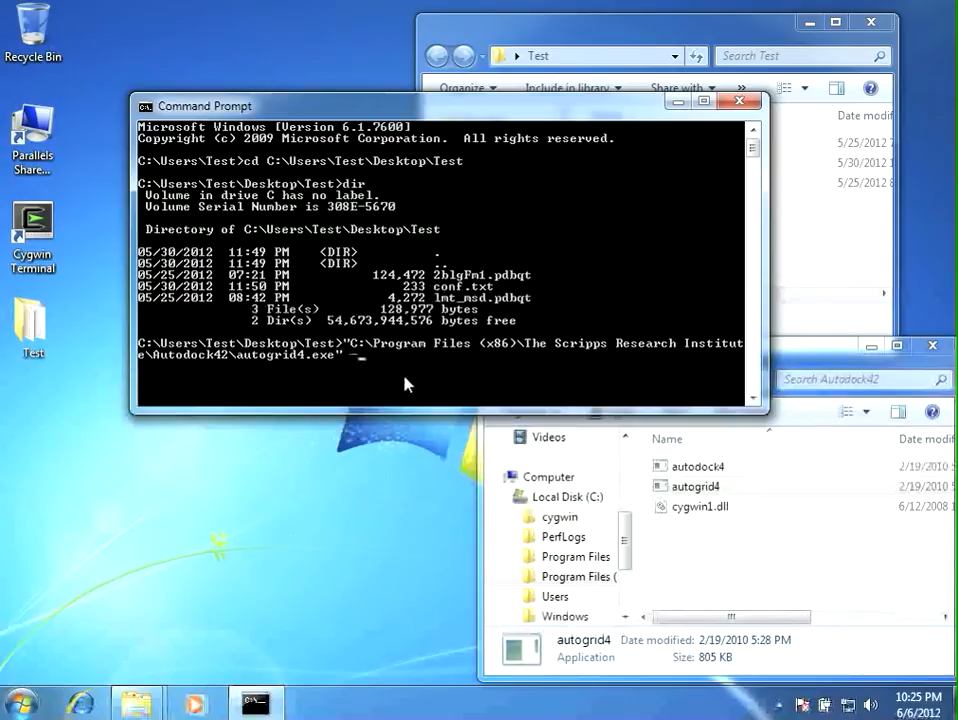 Recycle Bin
Parallels
Share...
Cygwin
Terminal
Test
Test
Search Test
Organize
Include in library
Share with
»
Date modif
5/25/2012 7
5/30/2012 1
5/25/2012 8
Command Prompt
Microsoft Windows [Version 6.1.7600]
Copyright (c) 2009 Microsoft Corporation.  All rights reserved.
C:\Users\Test>cd C:\Users\Test\Desktop\Test
C:\Users\Test\Desktop\Test>dir
Volume in drive C has no label.
Volume Serial Number is 308E-5670
Directory of C:\Users\Test\Desktop\Test
05/30/2012  11:49 PM    <DIR>          .
05/30/2012  11:49 PM    <DIR>          ..
05/25/2012  07:21 PM           124,472 2blgFm1.pdbqt
05/30/2012  11:50 PM               233 conf.txt
05/25/2012  08:42 PM             4,272 lmt_msd.pdbqt
3 File(s)        128,977 bytes
2 Dir(s)  54,673,944,576 bytes free
C:\Users\Test\Desktop\Test>"C:\Program Files (x86)\The Scripps Research Institut
e\Autodock42\autogrid4.exe" -_
Search Autodock42
Videos
Computer
Local Disk (C:)
cygwin
PerfLogs
Program Files
Program Files (
Users
Windows
Name
Date modif
autodock4
2/19/2010 5
autogrid4
2/19/2010 5
cygwin1.dll
6/12/2008
autogrid4 Date modified: 2/19/2010 5:28 PM
Application Size: 805 KB
10:25 PM
6/6/2012